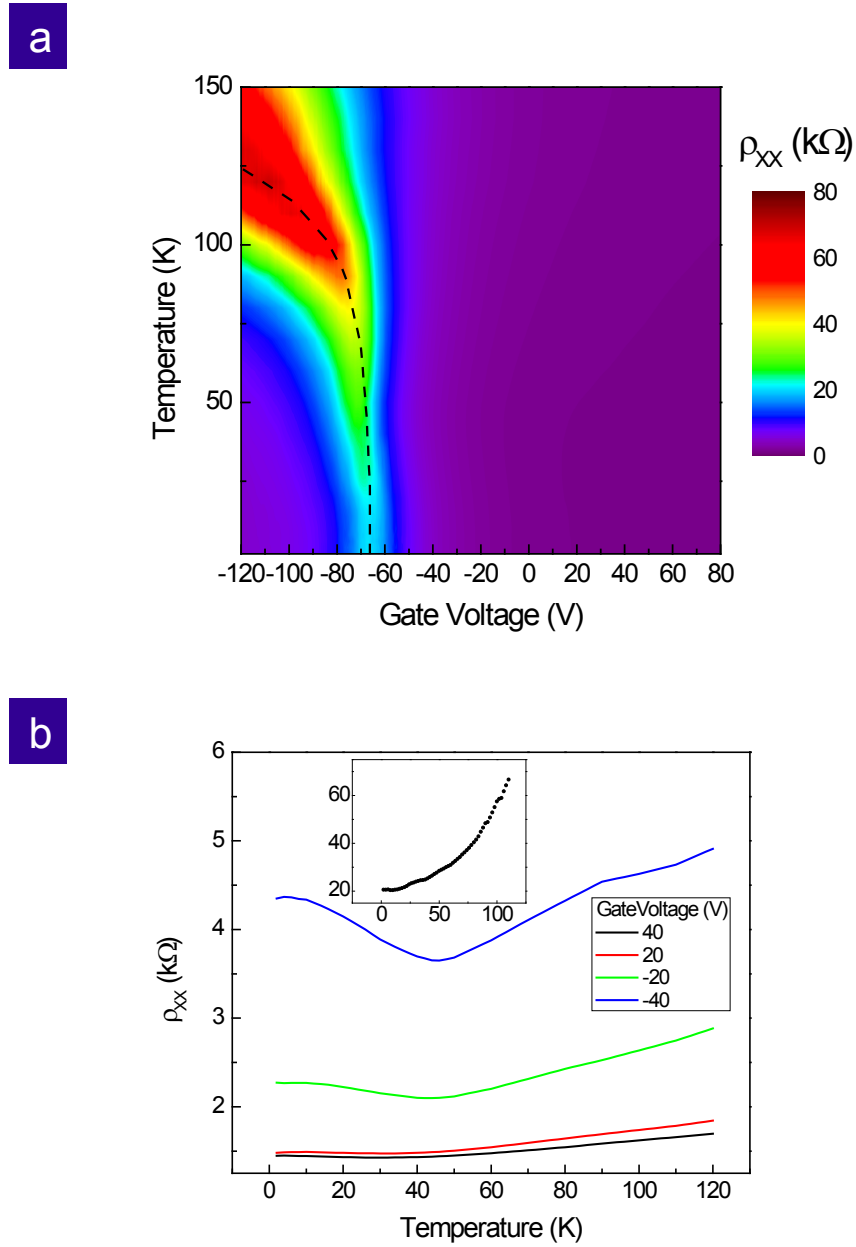 a
150
100
50
Temperature (K)
-120 -100 -80 -60 -40 -20 0 20 40 60 80
Gate Voltage (V)
ρXX (kΩ)
80
60
40
20
0
b
6
5
4
3
2
ρXX (kΩ)
60
40
20
0 50 100
GateVoltage (V)
40
20
-20
-40
0 20 40 60 80 100 120
Temperature (K)